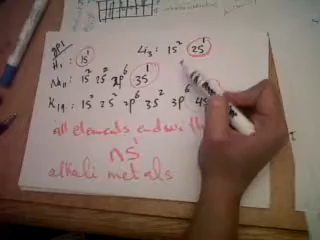 gp1
H₁: 1s¹ Li₃: 1s² 2s¹
Na₁₁: 1s² 2s² 2p⁶ 3s¹
K₁₉: 1s² 2s² 2p⁶ 3s² 3p⁶ 4s
all elements end with
ns¹
alkali metals